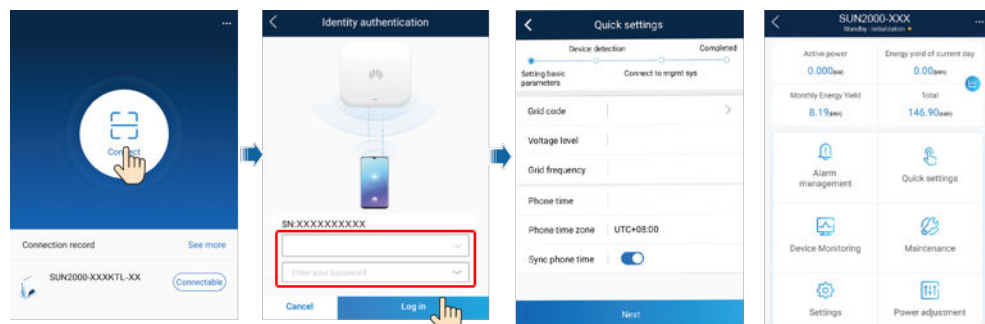 Connect
Connection record
See more
SUN2000-XXXKTL-XX
Connectable
Identity authentication
SN:XXXXXXXXXX
Enter your password
Cancel
Log in
Quick settings
Device detection
Completed
Setting basic
parameters
Connect to mgmt sys
Grid code
Voltage level
Grid frequency
Phone time
Phone time zone
UTC+08:00
Sync phone time
Next
SUN2000-XXX
Standby : initialization
Active power
Energy yield of current day
0.000(kW)
0.00(kWh)
Monthly Energy Yield
Total
8.19(kWh)
146.90(kWh)
Alarm
management
Quick settings
Device Monitoring
Maintenance
Settings
Power adjustment